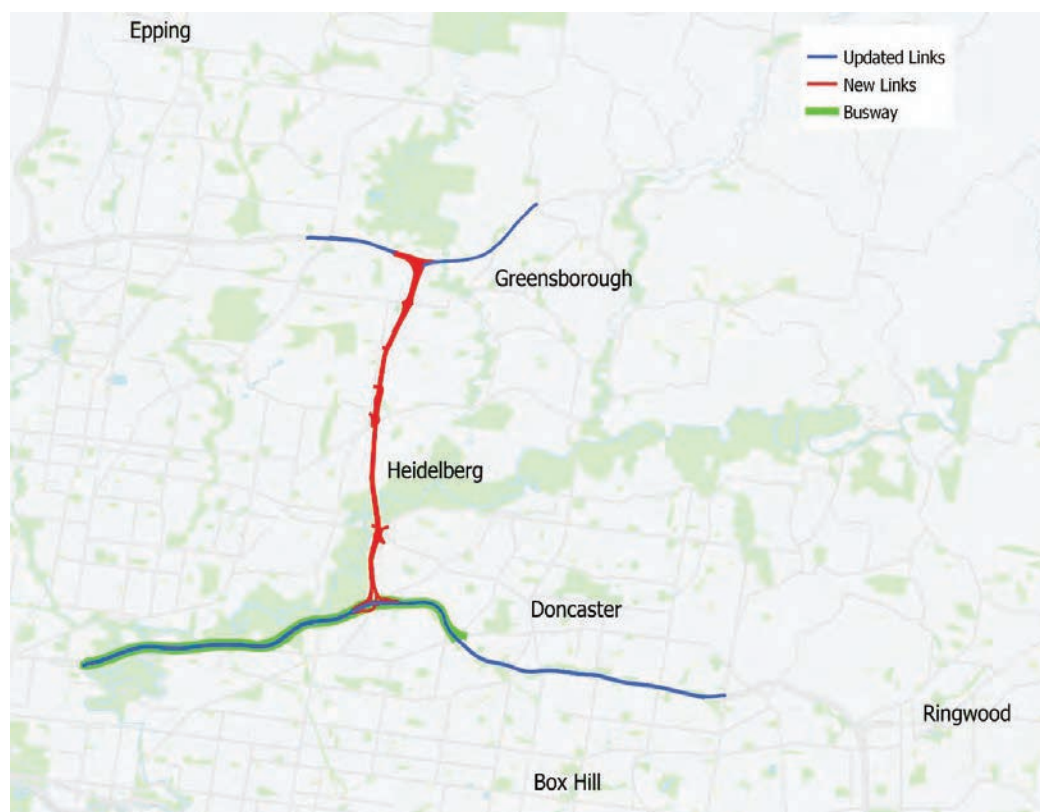 Epping
Updated Links
New Links
Busway
Greensborough
Heidelberg
Doncaster
Ringwood
Box Hill